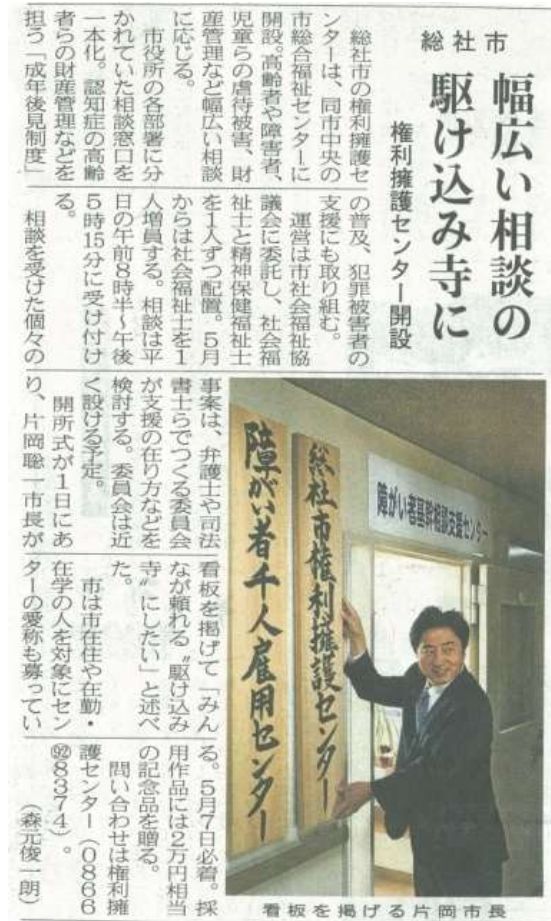 総社市
幅広い相談の
駆け込み寺に
権利擁護センター開設
総社市の権利擁護セ
ンターは、同市中央の
市総合福祉センターに
開設。高齢者や障害者、
児童らの虐待被害、財
産管理など幅広い相談
に応じる。
市役所の各部署に分
かれていた相談窓口を
一本化。認知症の高齢
者らの財産管理などを
担う「成年後見制度」
の普及、犯罪被害者の
支援にも取り組む。
運営は市社会福祉協
議会に委託し、社会福
祉士と精神保健福祉士
を1人ずつ配置。5月
からは社会福祉士を1
人増員する。相談は平
日の午前8時半～午後
5時15分に受け付け
る。
相談を受けた個々の
事案は、弁護士や司法
書士らでつくる委員会
が支援の在り方などを
検討する。委員会は近
く設ける予定。
開所式が1日にあ
り、片岡聡一市長が
看板を掲げて「みん
なが頼れる〝駆け込み
寺〟にしたい」と述べ
た。
市は市在住や在勤・
在学の人を対象にセン
ターの愛称も募ってい
る。5月7日必着。採
用作品には2万円相当
の記念品を贈る。
問い合わせは権利擁
護センター（0866
㉜8374）。
（森元俊一朗）
障がい者基幹相談支援センター
総社市権利擁護センター
障がい者千人雇用センター
看板を掲げる片岡市長